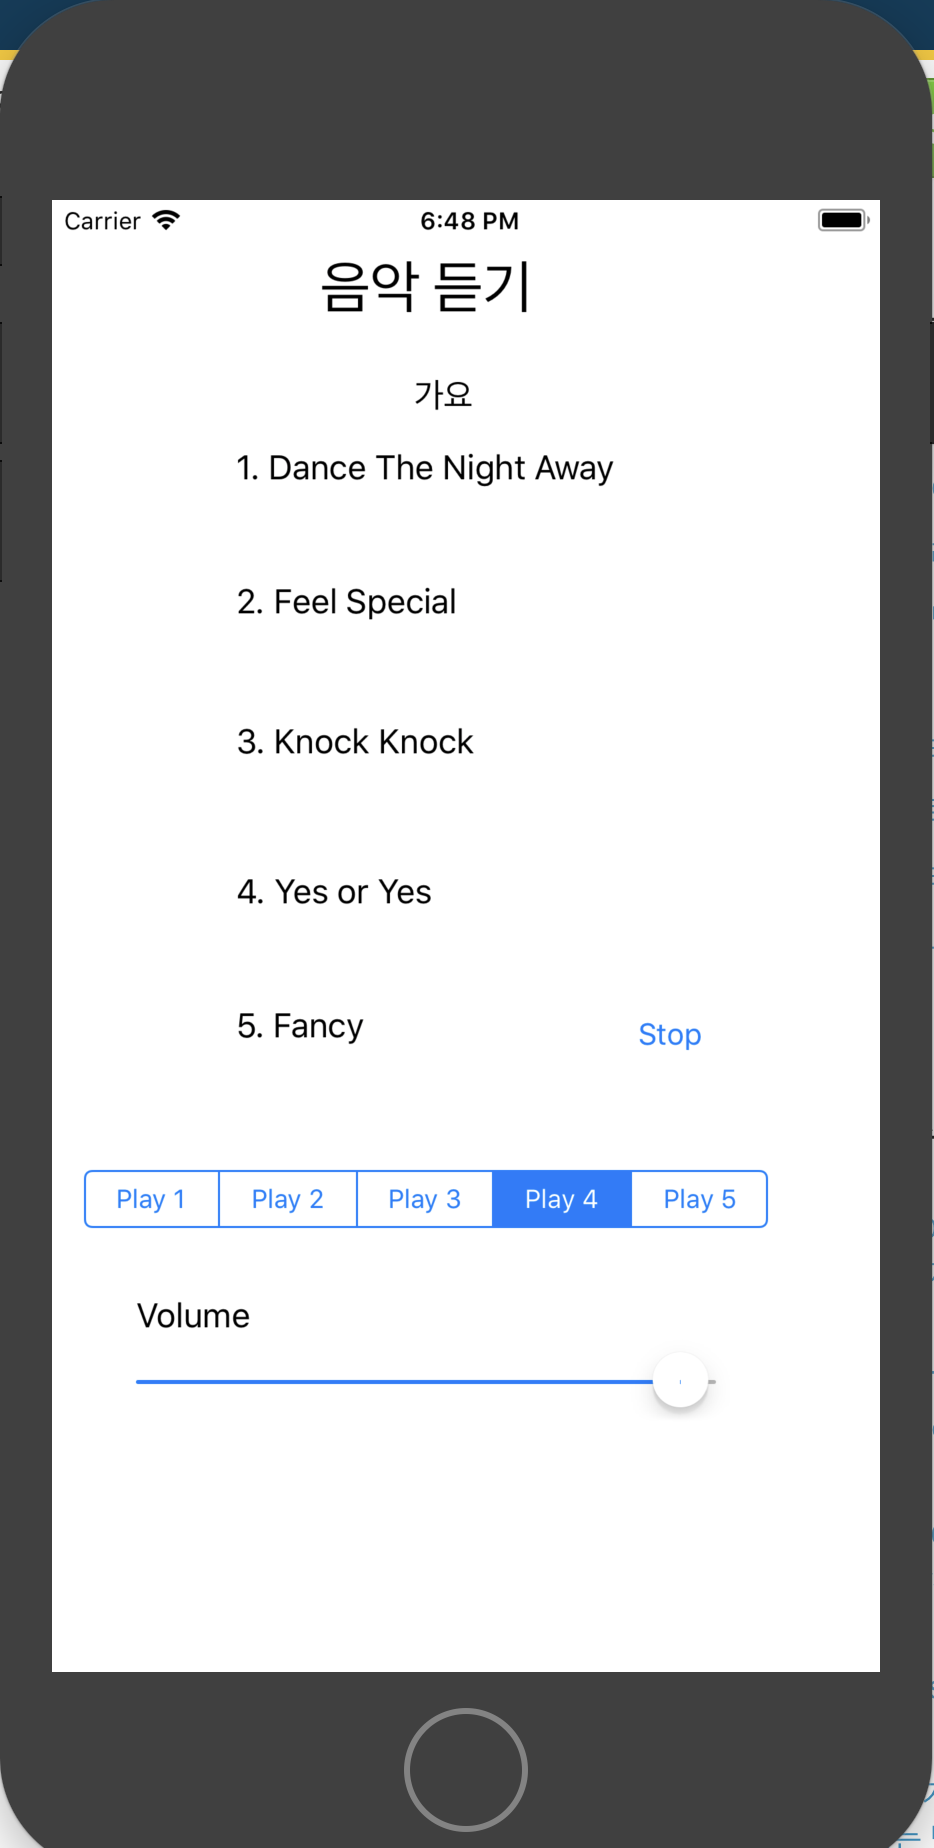 Carrier 6:48 PM
음악 듣기
가요
1. Dance The Night Away
2. Feel Special
3. Knock Knock
4. Yes or Yes
5. Fancy
Stop
Play 1 Play 2 Play 3 Play 4 Play 5
Volume